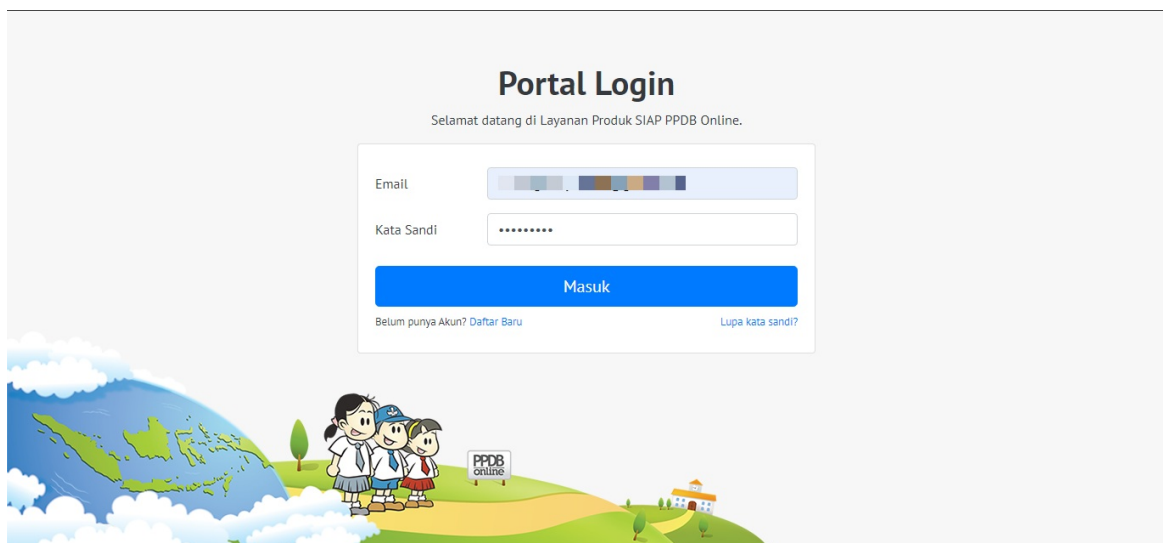 Portal Login
Selamat datang di Layanan Produk SIAP PPDB Online.
Email
Kata Sandi •••••••••
Masuk
Belum punya Akun? Daftar Baru Lupa kata sandi?
PPDB
online